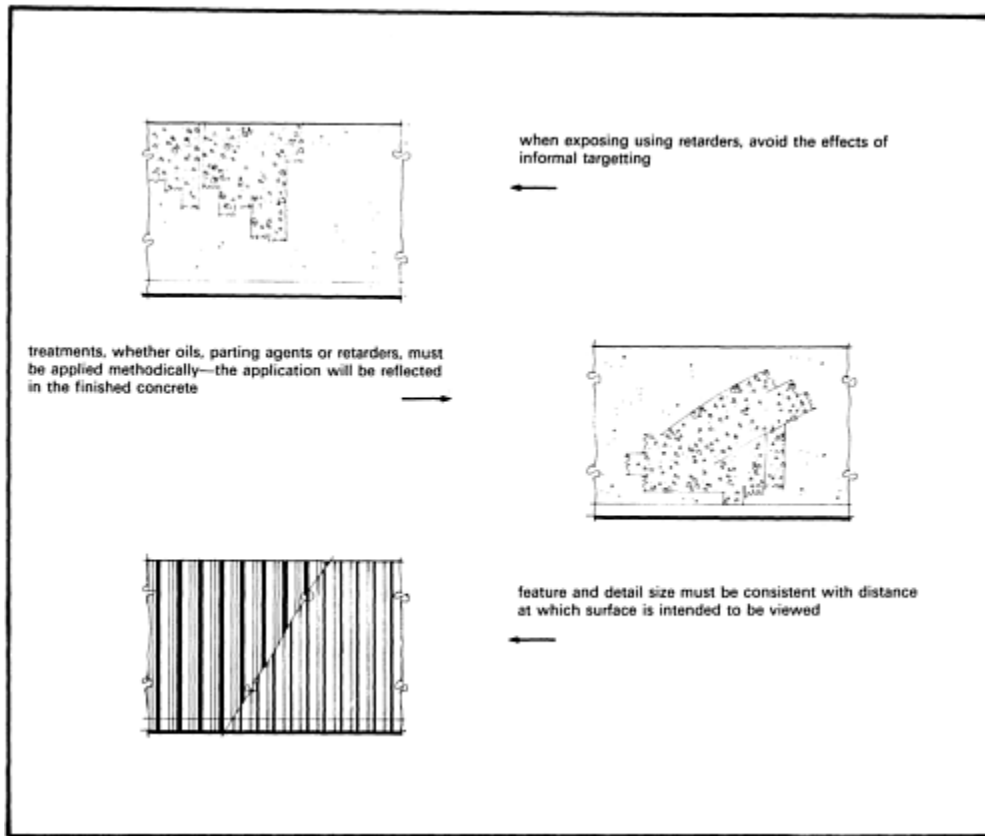 when exposing using retarders, avoid the effects of
informal targetting
treatments, whether oils, parting agents or retarders, must
be applied methodically—the application will be reflected
in the finished concrete
feature and detail size must be consistent with distance
at which surface is intended to be viewed